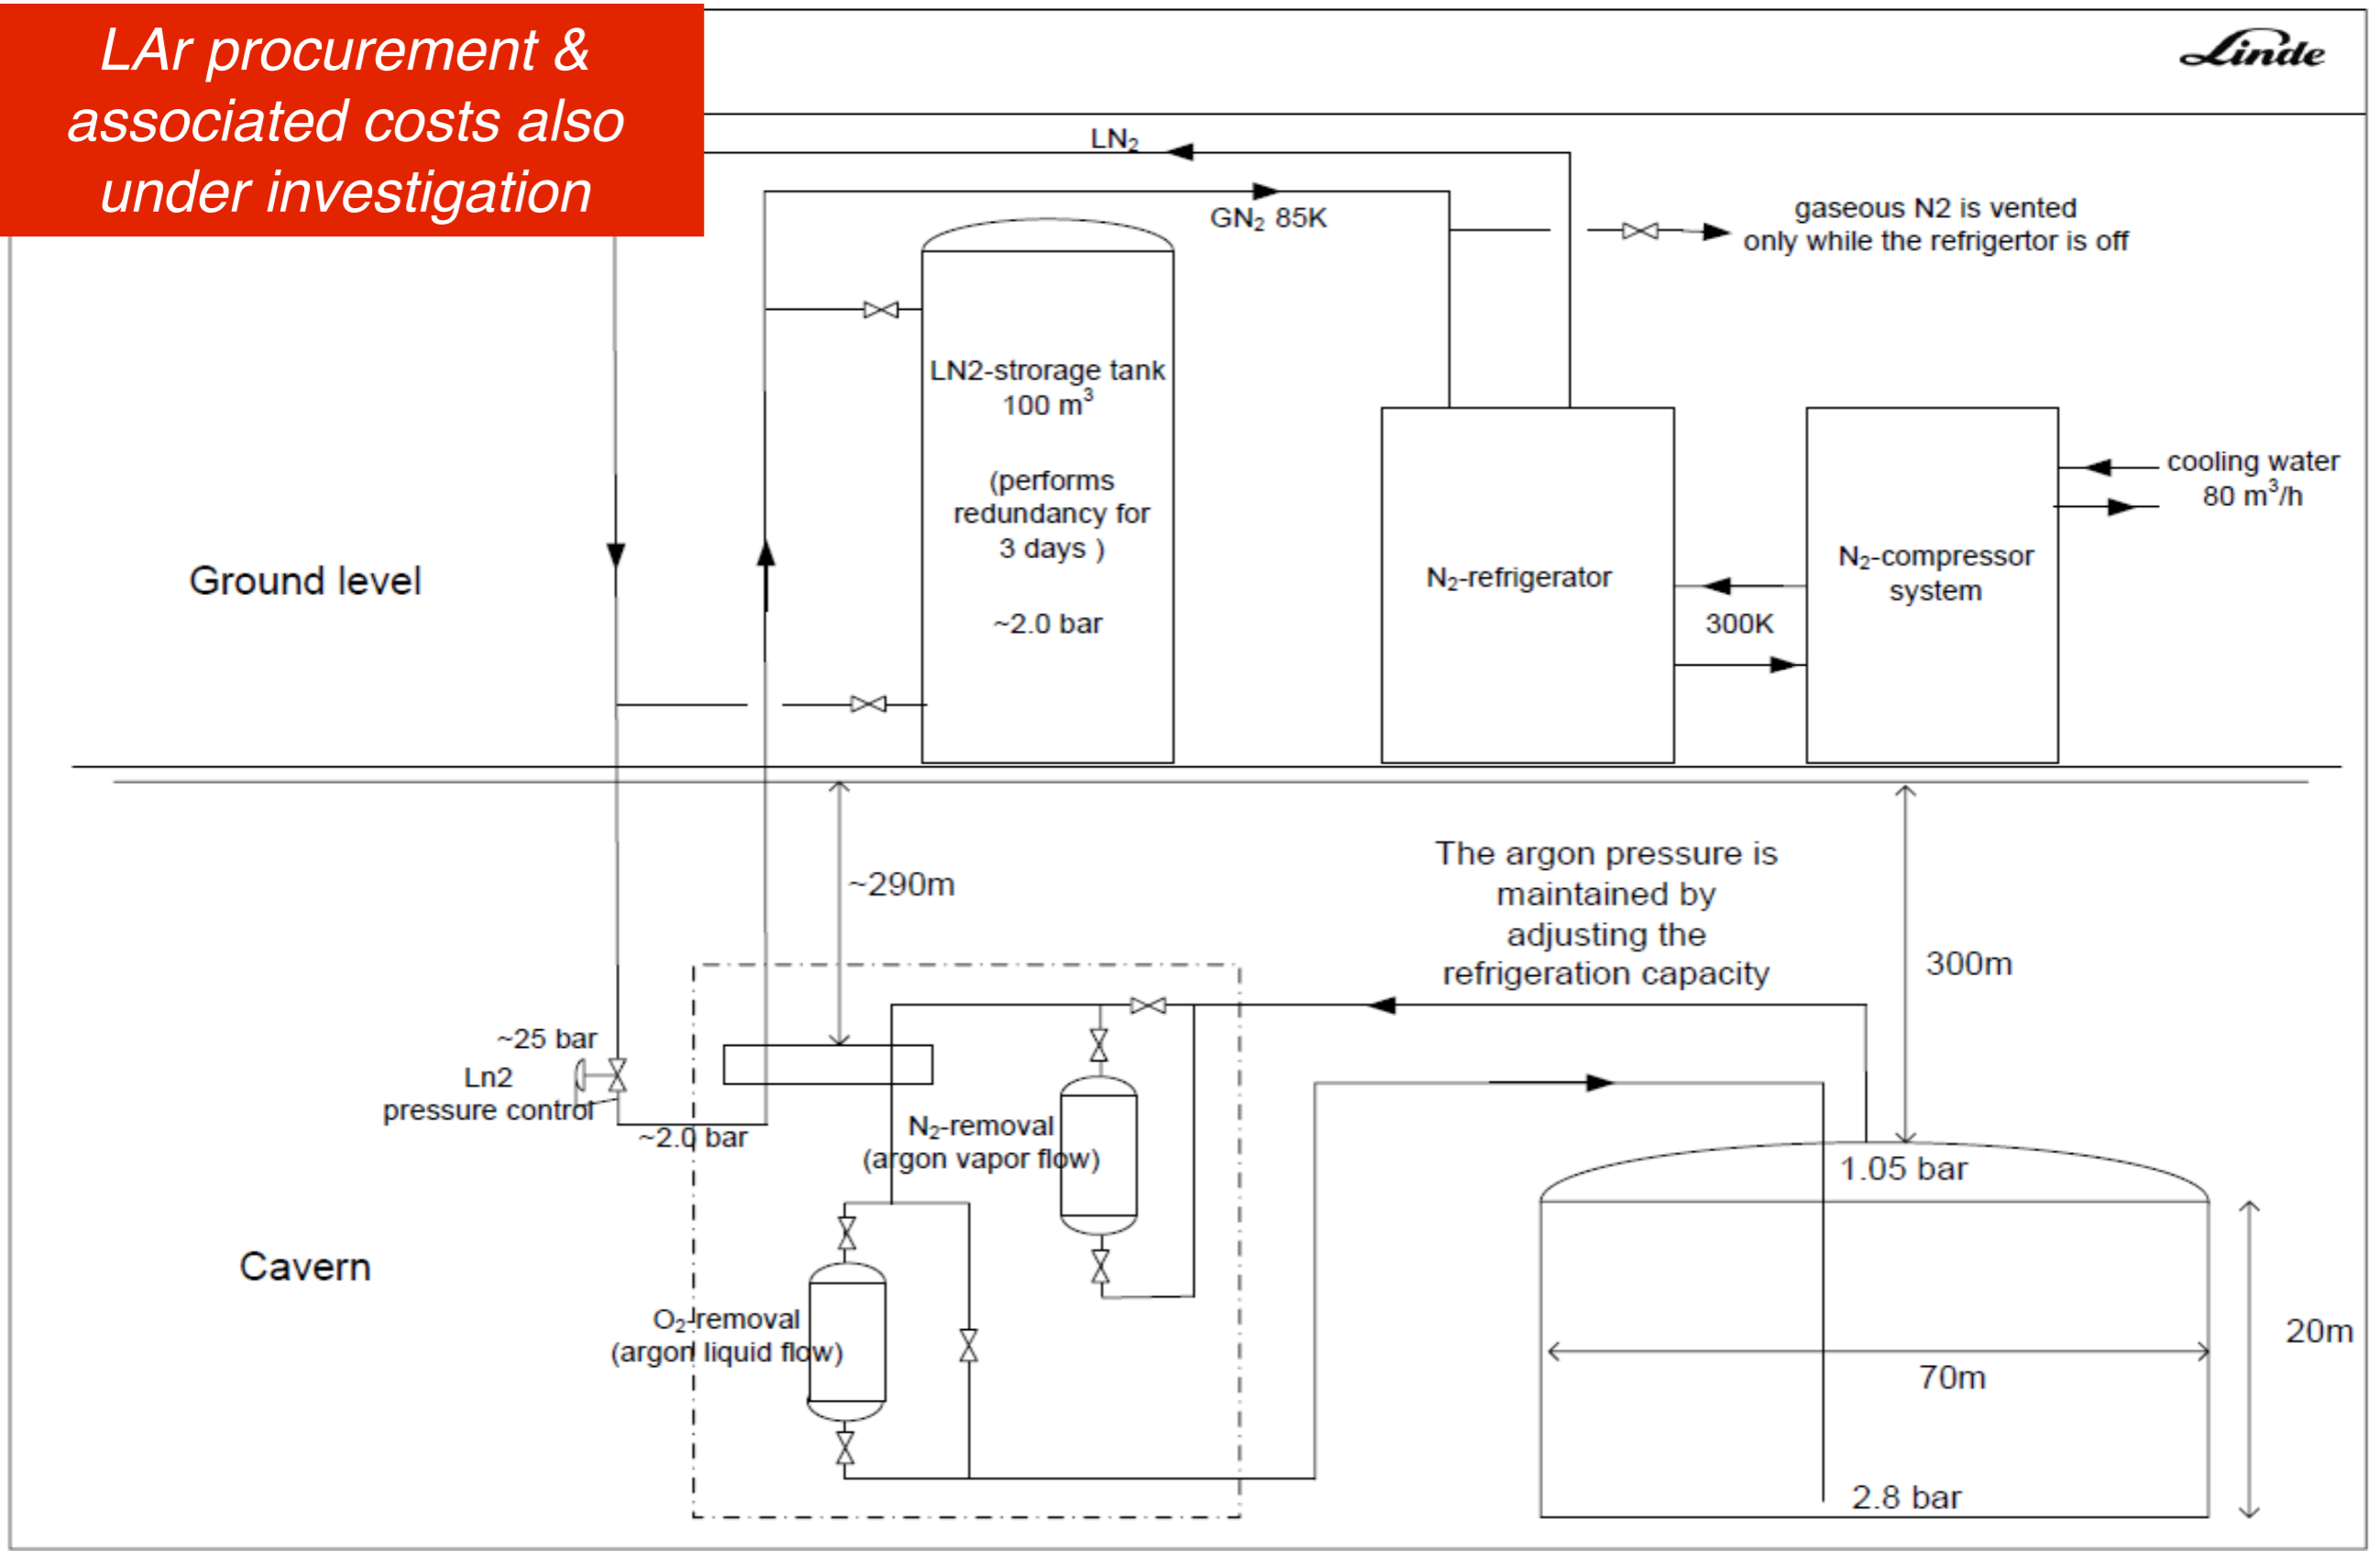 LAr procurement &
associated costs also
under investigation
Linde
LN₂
GN₂ 85K
gaseous N2 is vented
only while the refrigertor is off
LN2-strorage tank
100 m³
(performs
redundancy for
3 days )
~2.0 bar
Ground level
N₂-refrigerator
300K
N₂-compressor
system
cooling water
80 m³/h
~290m
The argon pressure is
maintained by
adjusting the
refrigeration capacity
300m
~25 bar
Ln2
pressure control
~2.0 bar
N₂-removal
(argon vapor flow)
1.05 bar
Cavern
O₂-removal
(argon liquid flow)
20m
70m
2.8 bar